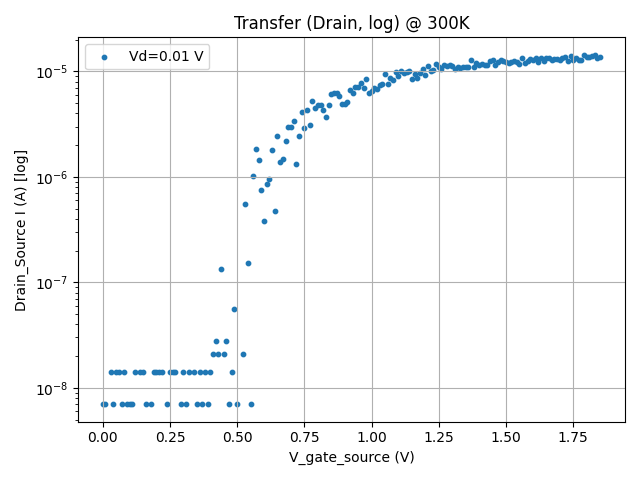 Transfer (Drain, log) @ 300K
Vd=0.01 V
Drain_Source I (A) [log]
10⁻⁵
10⁻⁶
10⁻⁷
10⁻⁸
0.00 0.25 0.50 0.75 1.00 1.25 1.50 1.75
V_gate_source (V)